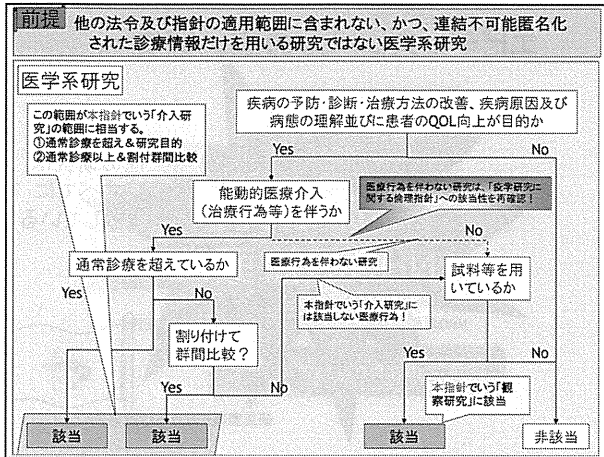 前提
他の法令及び指針の適用範囲に含まれない、かつ、連結不可能匿名化
された診療情報だけを用いる研究ではない医学系研究
医学系研究
この範囲が本指針でいう「介入研
究」の範囲に相当する。
①通常診療を超え&研究目的
②通常診療以上&割付群間比較
疾病の予防・診断・治療方法の改善、疾病原因及び
病態の理解並びに患者のQOL向上が目的か
Yes
No
能動的医療介入
（治療行為等）を伴うか
医療行為を伴わない研究は、「疫学研究に
関する倫理指針」への該当性を再確認！
Yes
No
通常診療を超えているか
医療行為を伴わない研究
試料等を用
いているか
Yes
No
本指針でいう「介入研究」に
は該当しない医療行為！
割り付けて
群間比較？
Yes
No
Yes
No
本指針でいう「観
察研究」に該当
該当
該当
該当
非該当